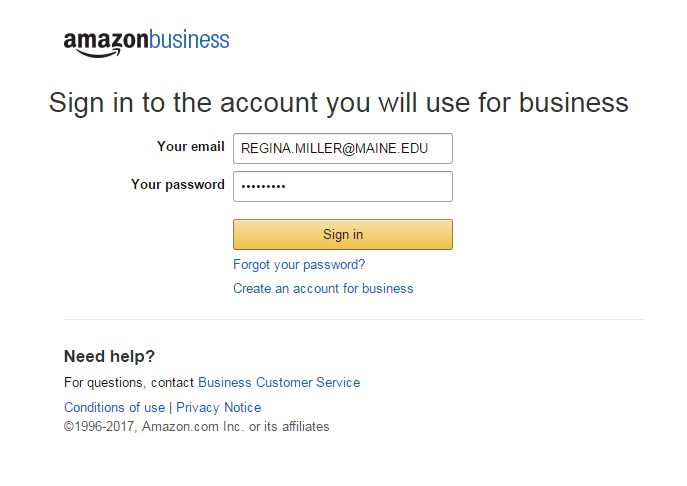 amazonbusiness
Sign in to the account you will use for business
Your email REGINA.MILLER@MAINE.EDU
Your password •••••••••
Sign in
Forgot your password?
Create an account for business
Need help?
For questions, contact Business Customer Service
Conditions of use | Privacy Notice
©1996-2017, Amazon.com Inc. or its affiliates